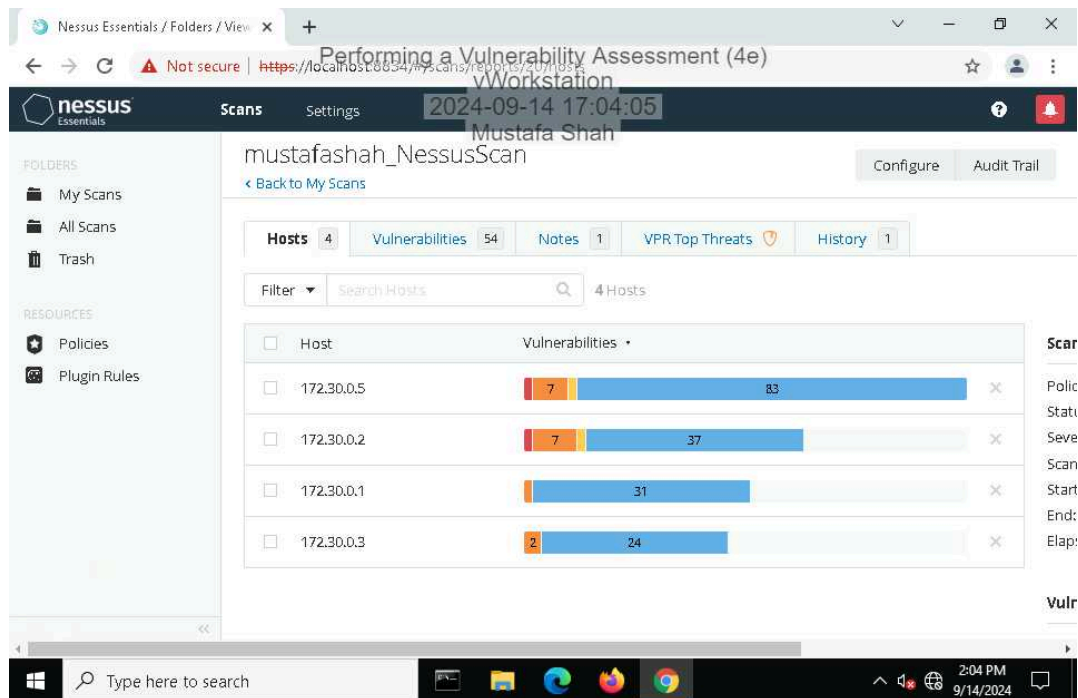 Nessus Essentials / Folders / View
Not secure | https://localhost:8834/#/scans/reports/20/hosts
Performing a Vulnerability Assessment (4e)
vWorkstation
2024-09-14 17:04:05
Mustafa Shah
nessus
Essentials
Scans Settings
FOLDERS
My Scans
All Scans
Trash
RESOURCES
Policies
Plugin Rules
mustafashah_NessusScan
< Back to My Scans
Configure Audit Trail
Hosts 4 Vulnerabilities 54 Notes 1 VPR Top Threats History 1
Filter Search Hosts 4 Hosts
Host Vulnerabilities
172.30.0.5 7 83
172.30.0.2 7 37
172.30.0.1 31
172.30.0.3 2 24
Scan
Polic
Statu
Seve
Scan
Start
End:
Elaps
Vuln
Type here to search
2:04 PM
9/14/2024